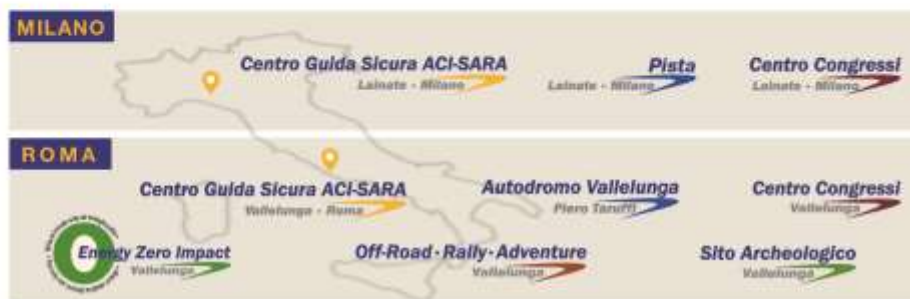 MILANO
Centro Guida Sicura ACI-SARA
Lainate - Milano
Pista
Lainate - Milano
Centro Congressi
Lainate - Milano
ROMA
Centro Guida Sicura ACI-SARA
Vallelunga - Roma
Autodromo Vallelunga
Piero Taruffi
Centro Congressi
Vallelunga
Energy Zero Impact
Vallelunga
Off-Road-Rally-Adventure
Vallelunga
Sito Archeologico
Vallelunga